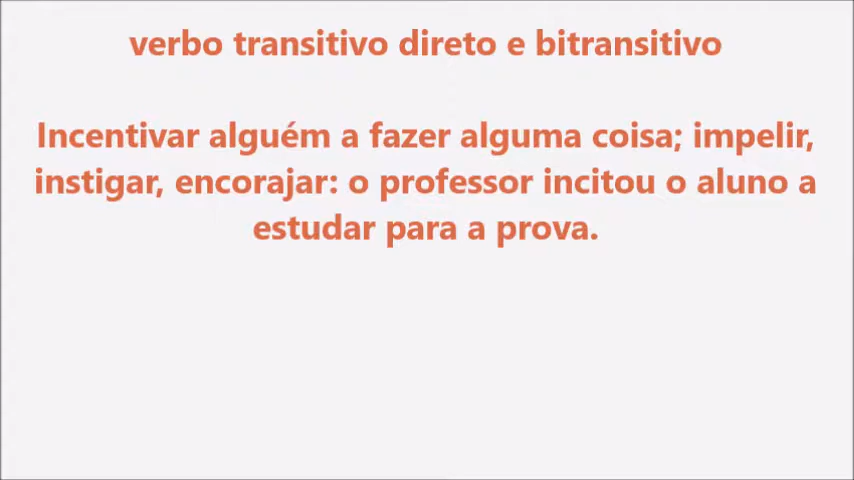 verbo transitivo direto e bitransitivo
Incentivar alguém a fazer alguma coisa; impelir,
instigar, encorajar: o professor incitou o aluno a
estudar para a prova.